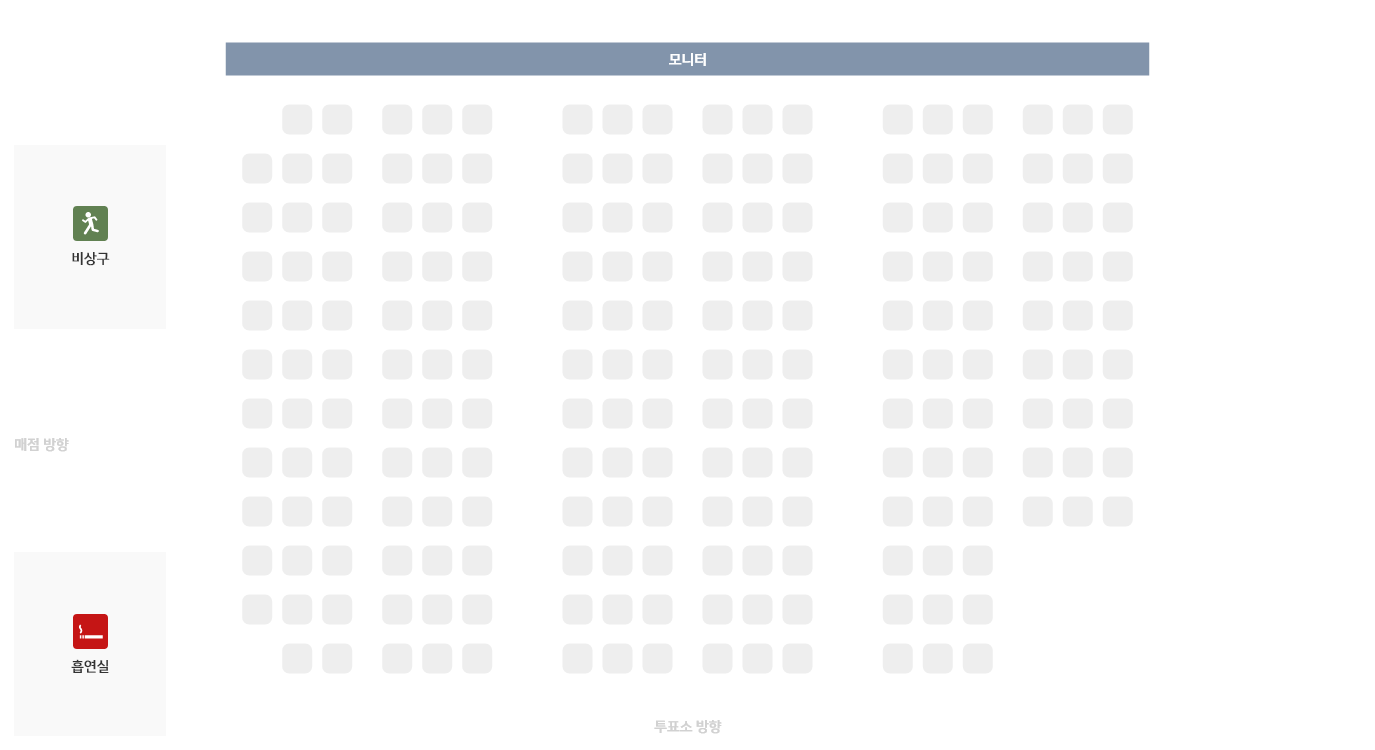 모니터
비상구
매점 방향
흡연실
투표소 방향